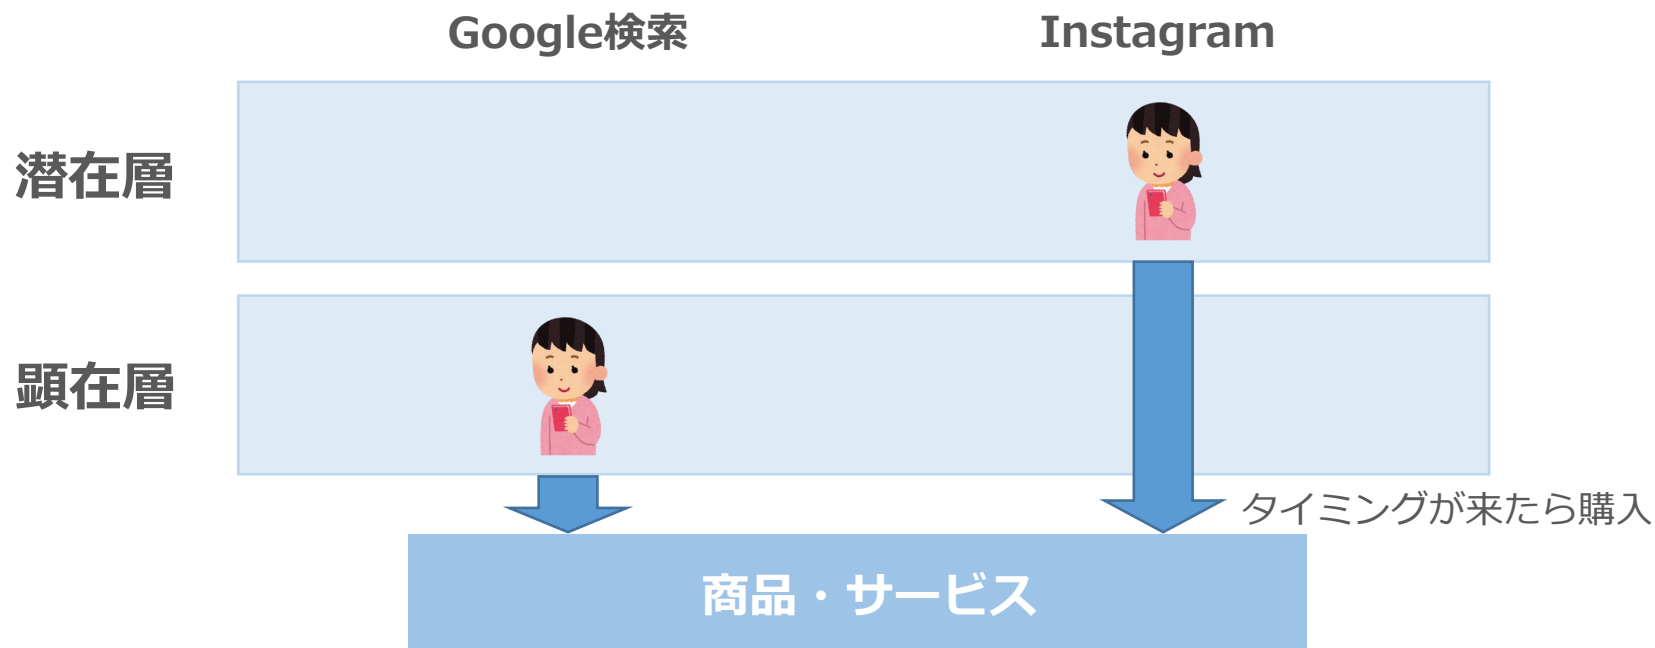 Google検索
Instagram
潜在層
顕在層
タイミングが来たら購入
商品・サービス